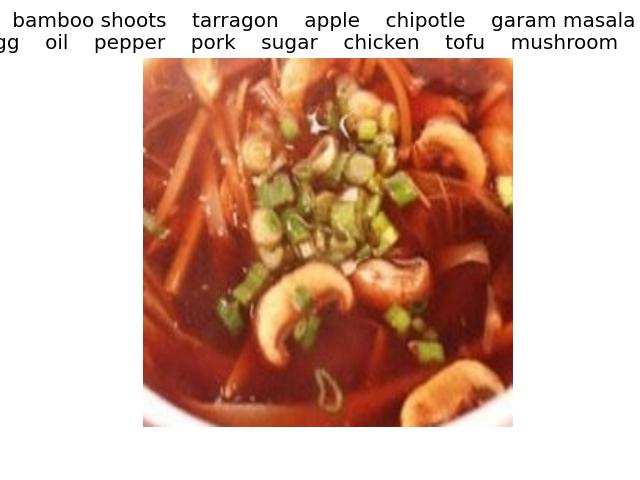 bamboo shoots tarragon apple chipotle garam masala
gg oil pepper pork sugar chicken tofu mushroom